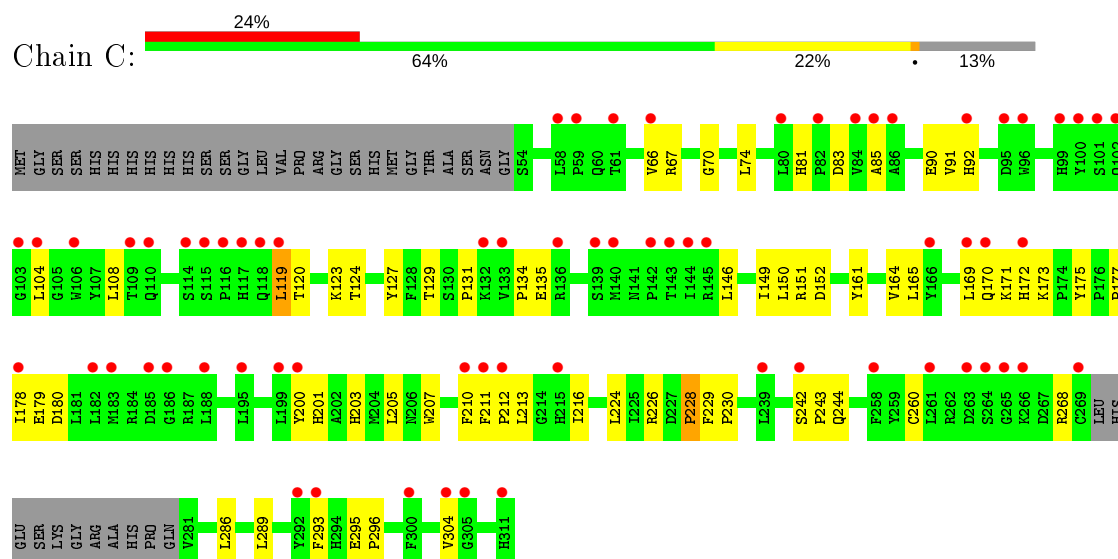 24%
Chain C:
64% 22% • 13%
MET GLY SER SER HIS HIS HIS HIS HIS HIS SER SER GLY LEU VAL PRO ARG GLY SER HIS MET GLY THR ALA SER ASN GLY S54 L58 P59 Q60 T61 V66 R67 G70 L74 L80 H81 P82 D83 V84 A85 A86 E90 V91 H92 D95 W96 H99 Y100 S101 Q102
G103 L104 G105 W106 Y107 L108 T109 Q110 S114 S115 P116 H117 Q118 L119 T120 K123 T124 Y127 F128 T129 S130 P131 K132 V133 P134 E135 R136 S139 M140 N141 P142 T143 I144 R145 L146 I149 L150 R151 D152 Y161 V164 L165 Y166 L169 Q170 K171 H172 K173 P174 Y175 P176 P177
I178 E179 D180 L181 L182 M183 R184 D185 G186 R187 L188 L195 L199 Y200 H201 A202 H203 M204 L205 N206 W207 F210 F211 P212 L213 G214 H215 I216 L224 I225 R226 D227 P228 F229 P230 L239 S242 P243 Q244 F258 Y259 C260 L261 R262 D263 S264 G265 K266 D267 R268 C269 LEU HIS
GLU SER LYS GLY ARG ALA HIS PRO GLN V281 L286 L289 Y292 F293 H294 E295 P296 F300 V304 G305 H311